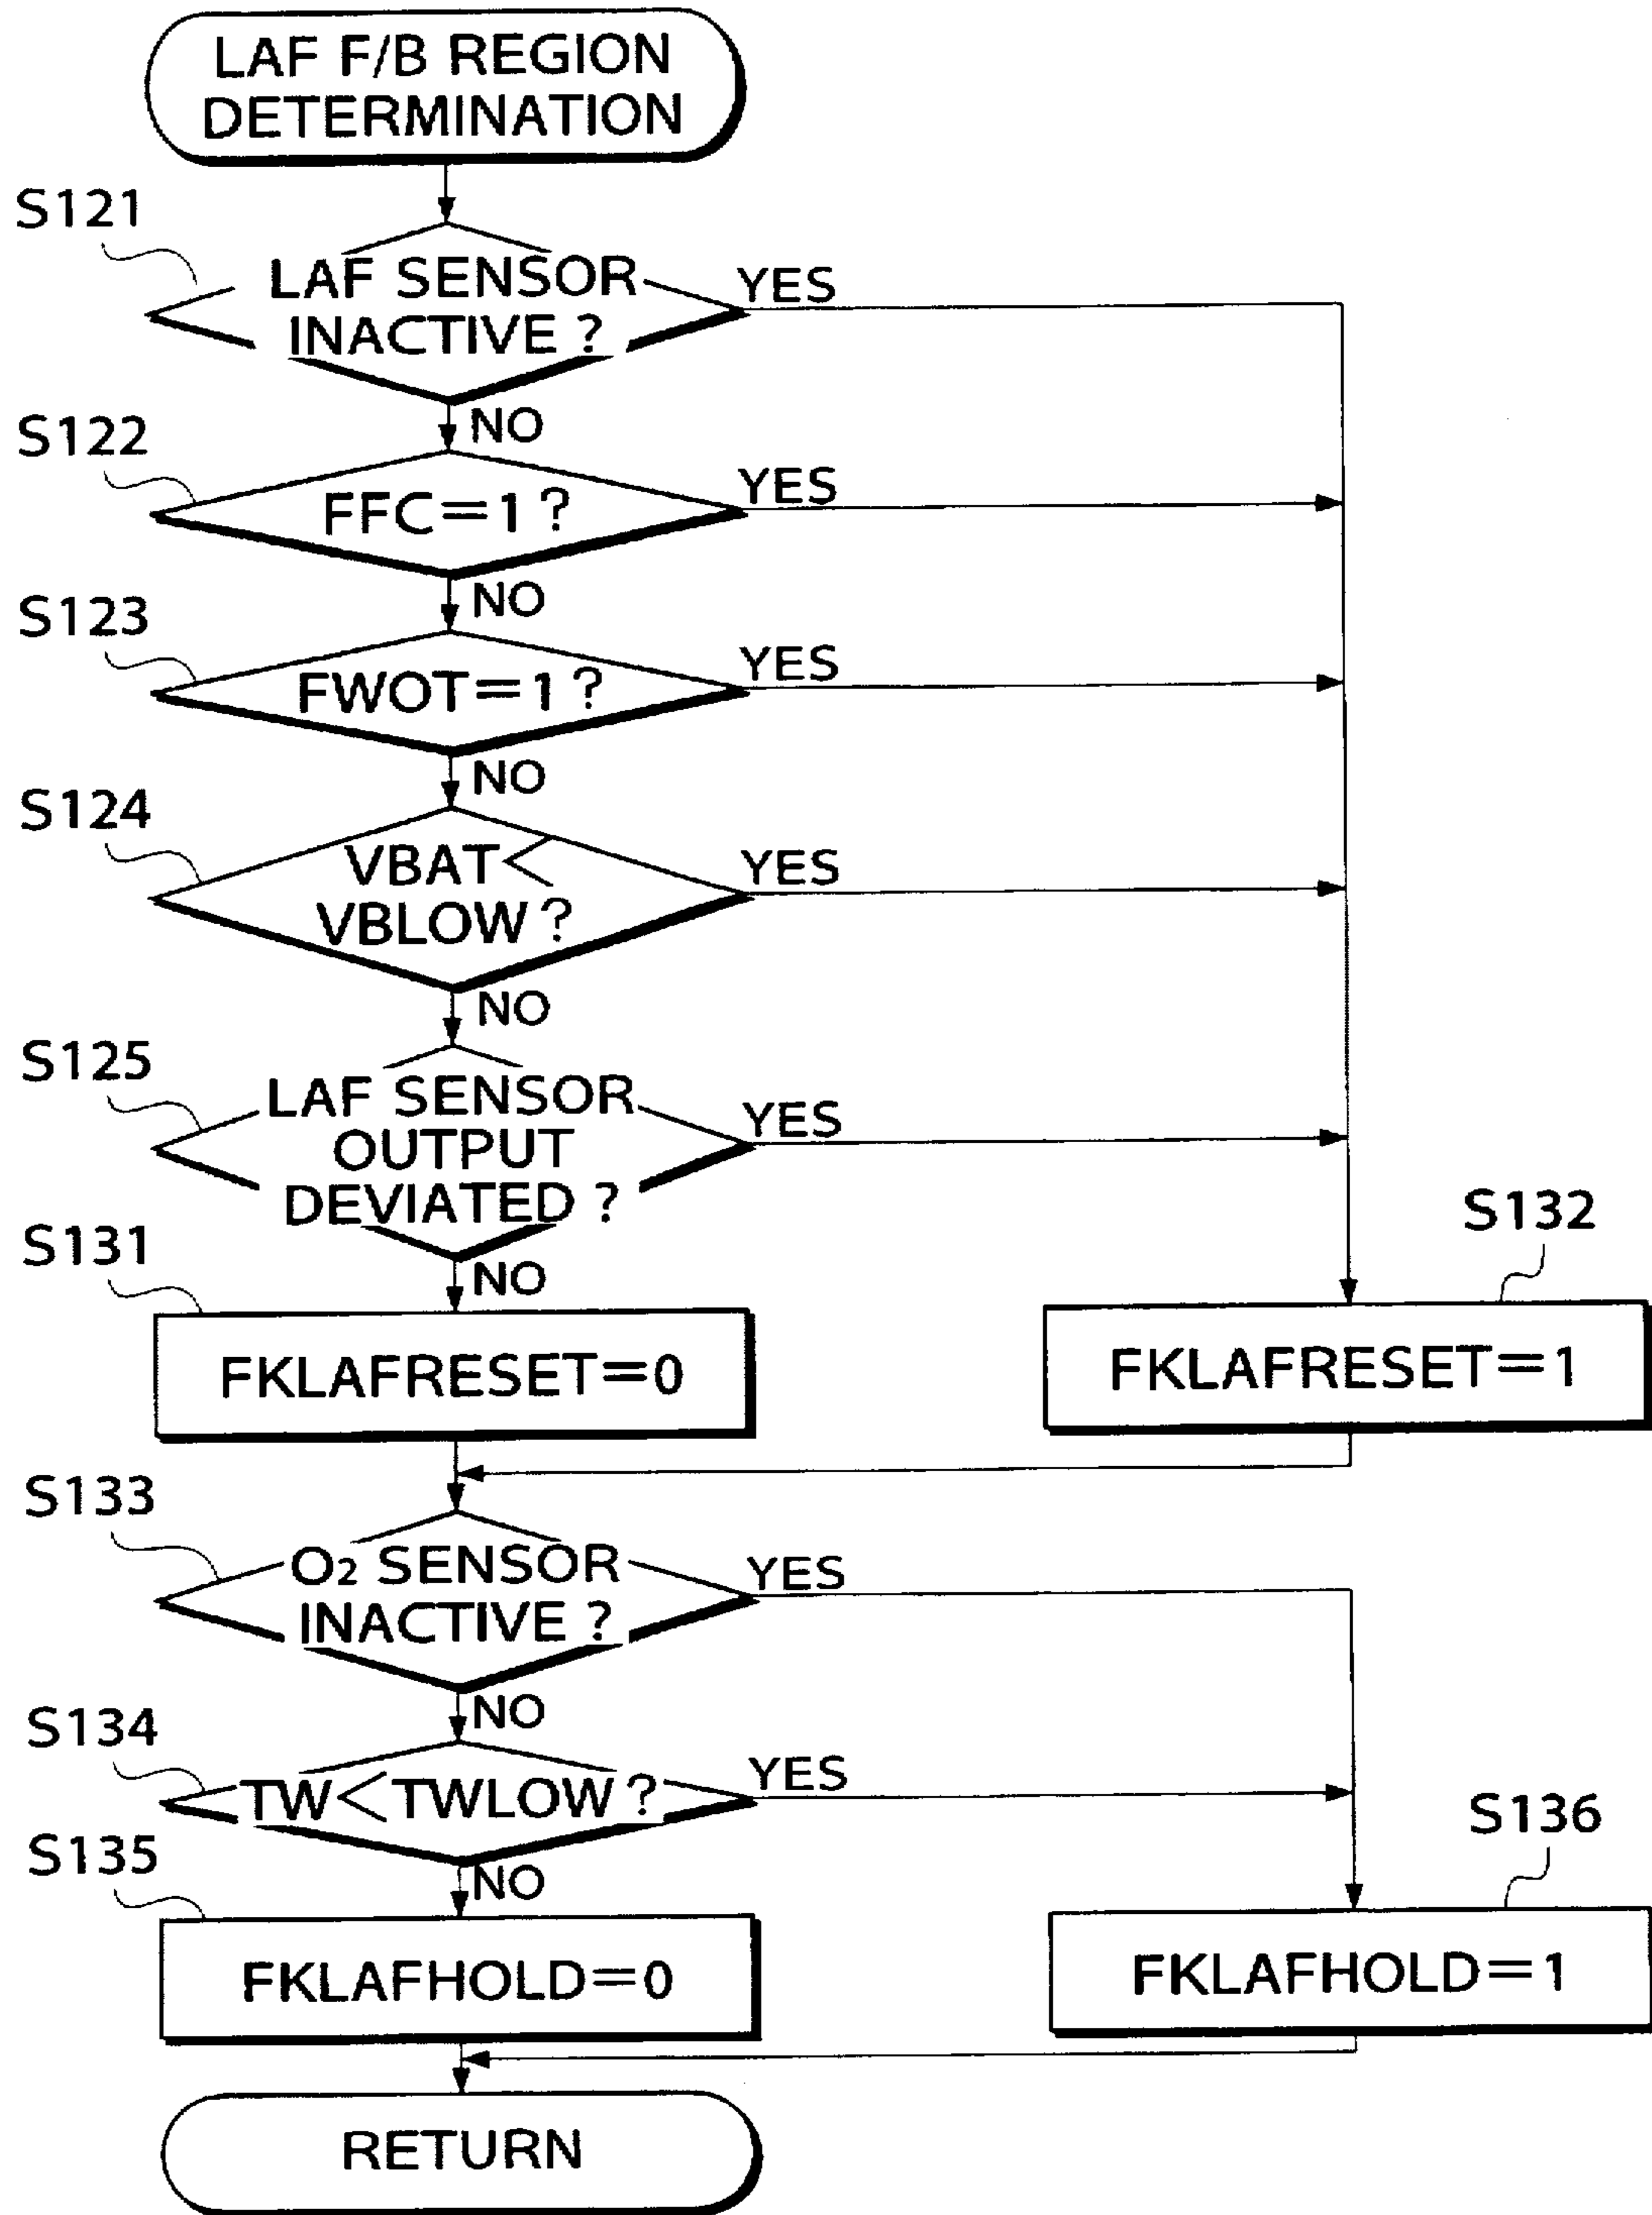 LAF F/B REGION
DETERMINATION
S121
LAF SENSOR
INACTIVE ?
YES
NO
S122
FFC=1?
YES
NO
S123
FWOT=1?
YES
NO
S124
VBAT<
VBLOW?
YES
NO
S125
LAF SENSOR
OUTPUT
DEVIATED ?
YES
NO
S131
FKLAFRESET=0
S132
FKLAFRESET=1
S133
O2 SENSOR
INACTIVE ?
YES
NO
S134
TW<TWLOW?
YES
NO
S135
FKLAFHOLD=0
S136
FKLAFHOLD=1
RETURN